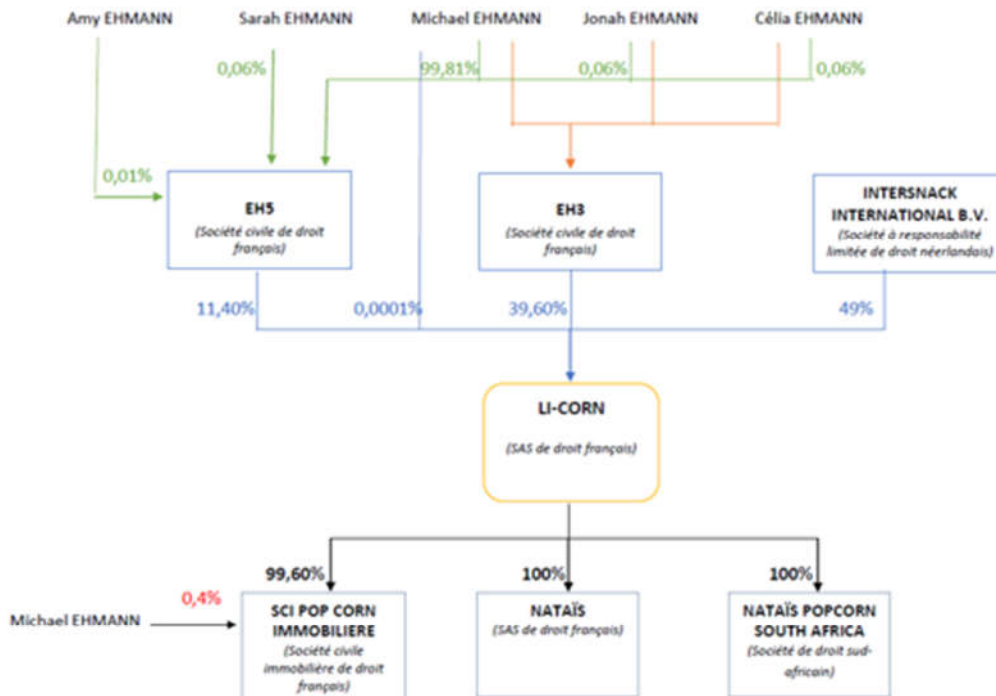 Amy EHMANN
Sarah EHMANN
Michael EHMANN
Jonah EHMANN
Célia EHMANN
0,06%
99,81%
0,06%
0,06%
0,01%
EH5
(Société civile de droit
français)
EH3
(Société civile de droit
français)
INTERSNACK
INTERNATIONAL B.V.
(Société à responsabilité
limitée de droit néerlandais)
11,40%
0,0001%
39,60%
49%
LI-CORN
(SAS de droit français)
99,60%
100%
100%
Michael EHMANN
0,4%
SCI POP CORN
IMMOBILIERE
(Société civile
immobilière de droit
français)
NATAÏS
(SAS de droit français)
NATAÏS POPCORN
SOUTH AFRICA
(Société de droit sud-
africain)